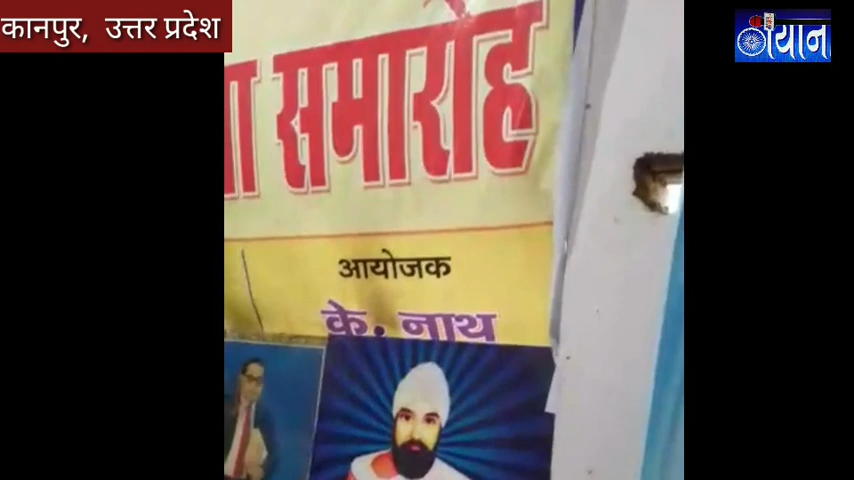 कानपुर, उत्तर प्रदेश
समारोह
आयोजक
के. नाथ